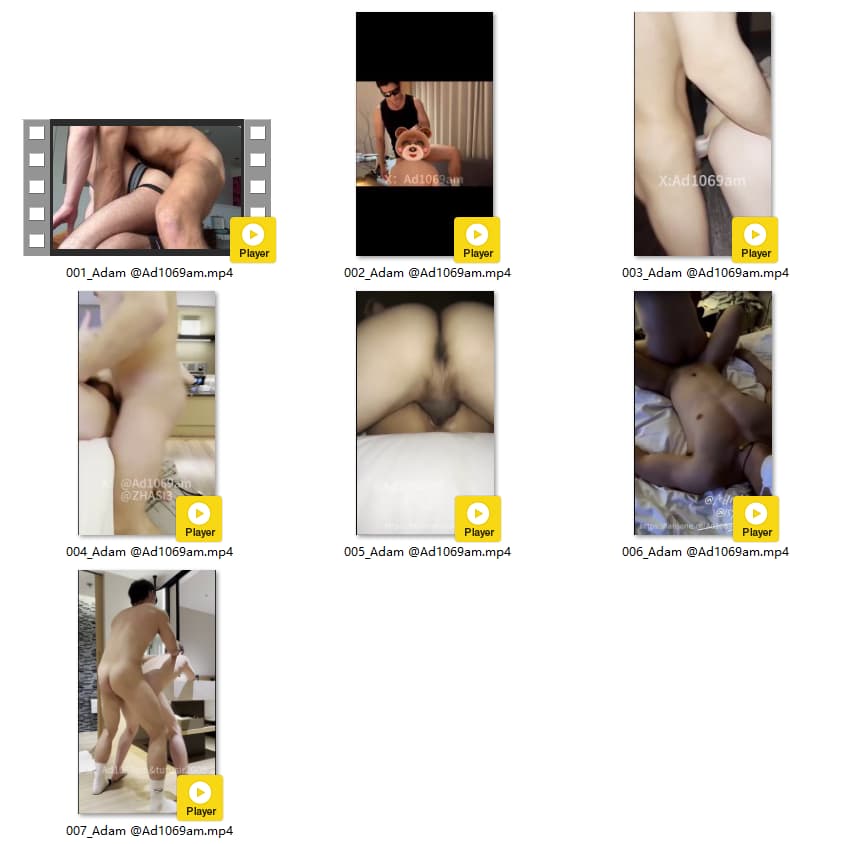 Player
001_Adam @Ad1069am.mp4
X: Ad1069am
Player
002_Adam @Ad1069am.mp4
X:Ad1069am
Player
003_Adam @Ad1069am.mp4
@Ad1069am
@ZHASI3
Player
004_Adam @Ad1069am.mp4
Player
005_Adam @Ad1069am.mp4
Player
006_Adam @Ad1069am.mp4
Player
007_Adam @Ad1069am.mp4